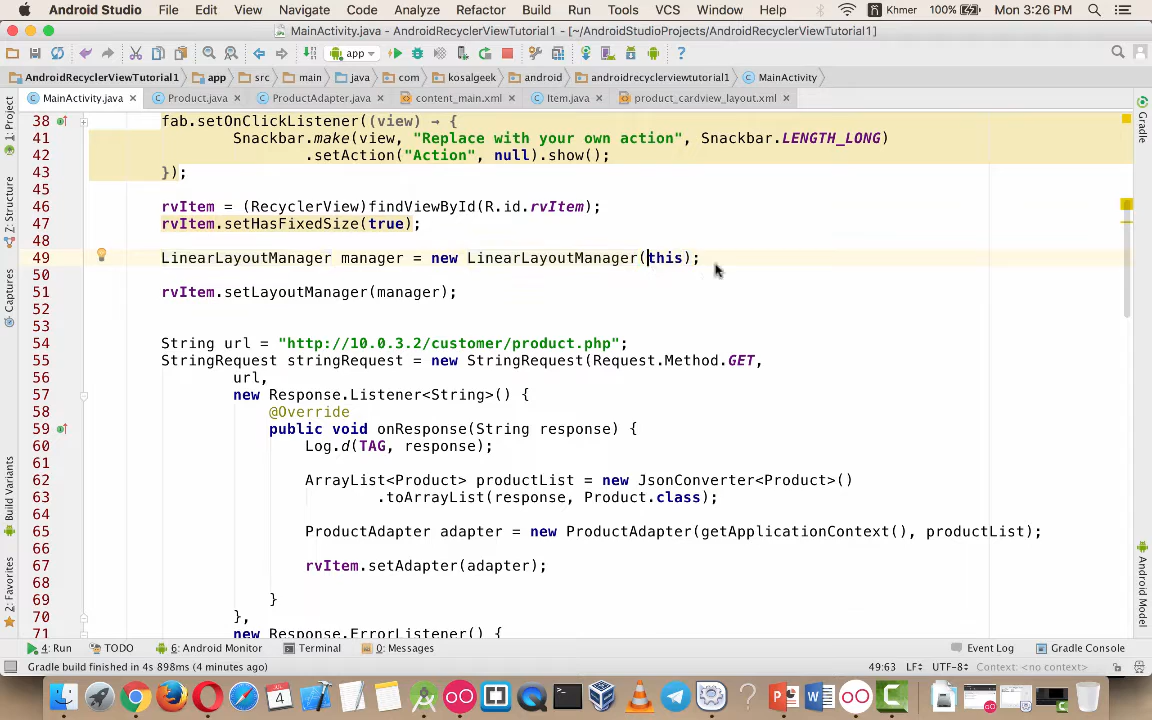 Android Studio File Edit View Navigate Code Analyze Refactor Build Run Tools VCS Window Help Khmer 100% Mon 3:26 PM
MainActivity.java - AndroidRecyclerViewTutorial1 - [~/AndroidStudioProjects/AndroidRecyclerViewTutorial1]
app
AndroidRecyclerViewTutorial1 app src main java com kosalgeek android androidrecyclerviewtutorial1 MainActivity
MainActivity.java Product.java ProductAdapter.java content_main.xml Item.java product_cardview_layout.xml
1: Project
Z: Structure
Captures
Build Variants
2: Favorites
Gradle
Android Model
38 fab.setOnClickListener((view) → {
41 Snackbar.make(view, "Replace with your own action", Snackbar.LENGTH_LONG)
42 .setAction("Action", null).show();
43 });
45
46 rvItem = (RecyclerView)findViewById(R.id.rvItem);
47 rvItem.setHasFixedSize(true);
48
49 LinearLayoutManager manager = new LinearLayoutManager(this);
50
51 rvItem.setLayoutManager(manager);
52
53
54 String url = "http://10.0.3.2/customer/product.php";
55 StringRequest stringRequest = new StringRequest(Request.Method.GET,
56 url,
57 new Response.Listener<String>() {
58 @Override
59 public void onResponse(String response) {
60 Log.d(TAG, response);
61
62 ArrayList<Product> productList = new JsonConverter<Product>()
63 .toArrayList(response, Product.class);
64
65 ProductAdapter adapter = new ProductAdapter(getApplicationContext(), productList);
66
67 rvItem.setAdapter(adapter);
68
69 }
70 },
71 new Response.ErrorListener() {
4: Run TODO 6: Android Monitor Terminal 0: Messages Event Log Gradle Console
Gradle build finished in 4s 898ms (4 minutes ago) 49:63 LF÷ UTF-8÷ Context: <no context>